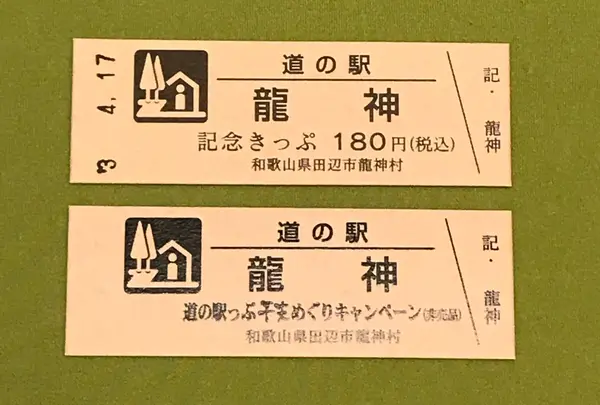 3 4.17
道の駅
龍神
記念きっぷ 180円(税込)
和歌山県田辺市龍神村
記・龍神
道の駅
龍神
道の駅っぷ干支めぐりキャンペーン(非売品)
和歌山県田辺市龍神村
記・龍神